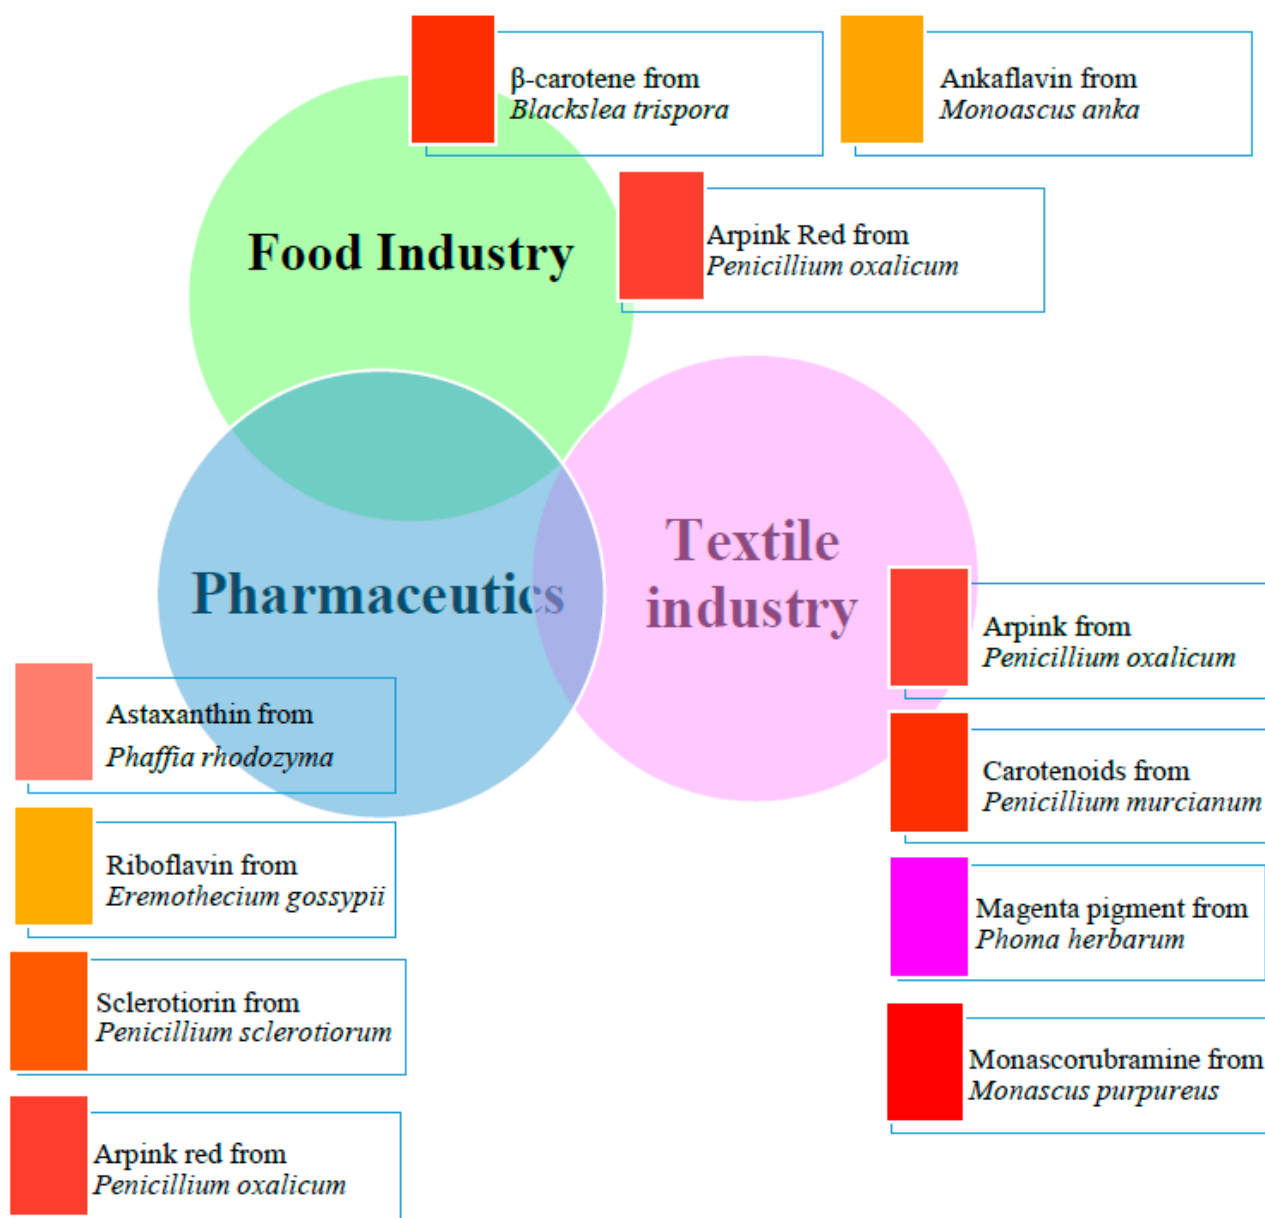 β-carotene from
Blackslea trispora
Ankaflavin from
Monoascus anka
Arpink Red from
Penicillium oxalicum
Food Industry
Pharmaceutics
Textile
industry
Arpink from
Penicillium oxalicum
Carotenoids from
Penicillium murcianum
Magenta pigment from
Phoma herbarum
Monascorubramine from
Monascus purpureus
Astaxanthin from
Phaffia rhodozyma
Riboflavin from
Eremothecium gossypii
Sclerotiorin from
Penicillium sclerotiorum
Arpink red from
Penicillium oxalicum